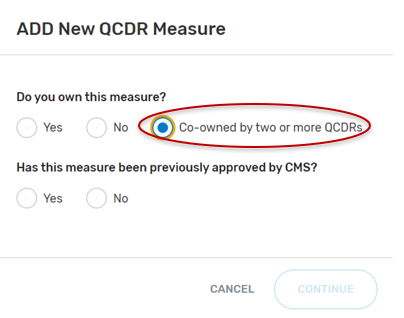 ADD New QCDR Measure
Do you own this measure?
Yes No Co-owned by two or more QCDRs
Has this measure been previously approved by CMS?
Yes No
CANCEL CONTINUE